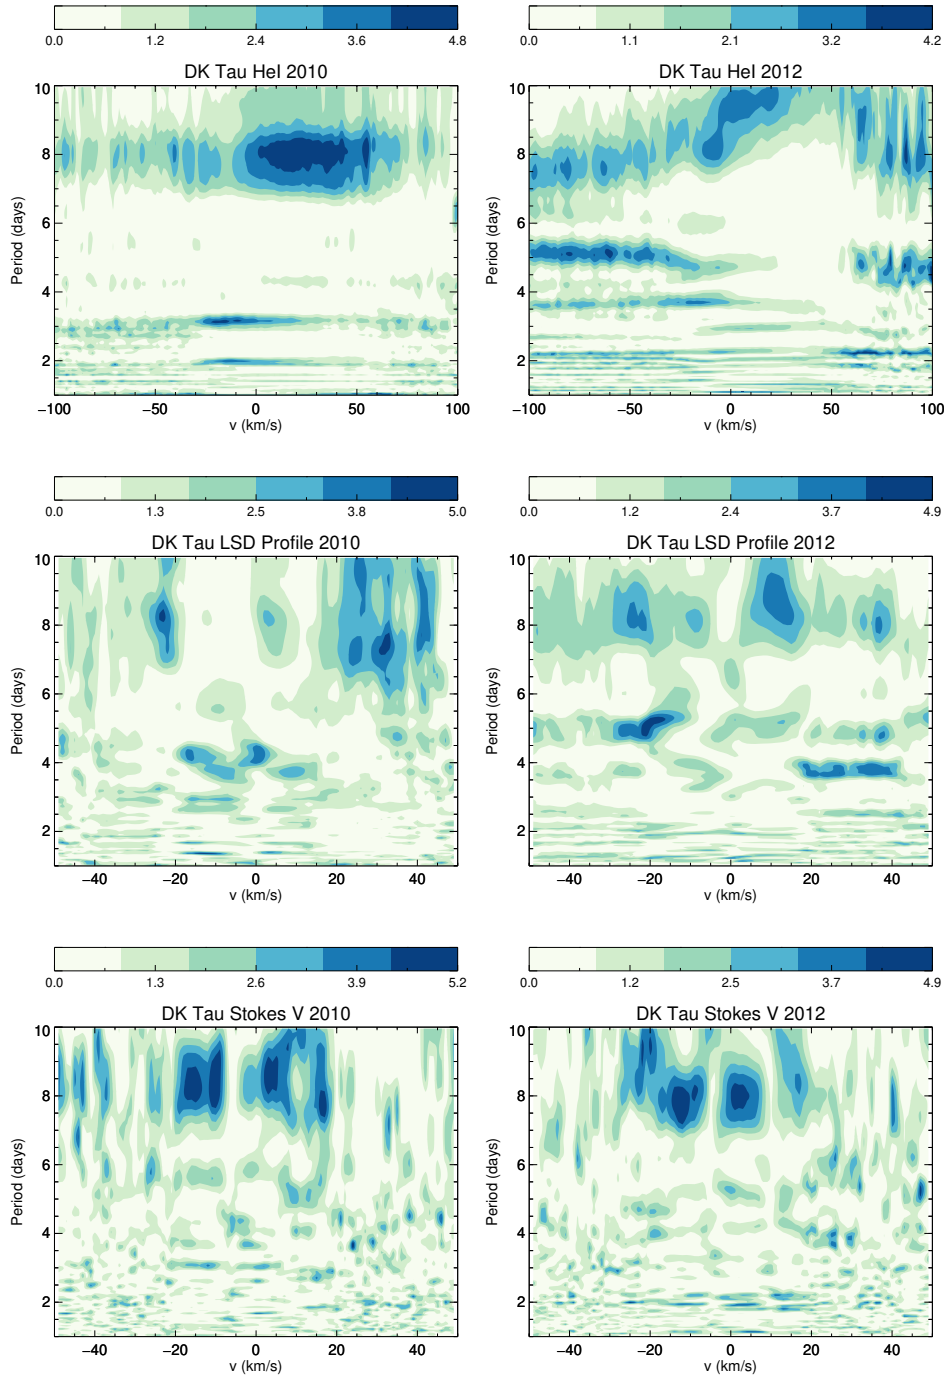 0.0 1.2 2.4 3.6 4.8
DK Tau HeI 2010
10
8
6
4
2
Period (days)
−100 −50 0 50 100
v (km/s)
0.0 1.1 2.1 3.2 4.2
DK Tau HeI 2012
10
8
6
4
2
Period (days)
−100 −50 0 50 100
v (km/s)
0.0 1.3 2.5 3.8 5.0
DK Tau LSD Profile 2010
10
8
6
4
2
Period (days)
−40 −20 0 20 40
v (km/s)
0.0 1.2 2.4 3.7 4.9
DK Tau LSD Profile 2012
10
8
6
4
2
Period (days)
−40 −20 0 20 40
v (km/s)
0.0 1.3 2.6 3.9 5.2
DK Tau Stokes V 2010
10
8
6
4
2
Period (days)
−40 −20 0 20 40
v (km/s)
0.0 1.2 2.5 3.7 4.9
DK Tau Stokes V 2012
10
8
6
4
2
Period (days)
−40 −20 0 20 40
v (km/s)